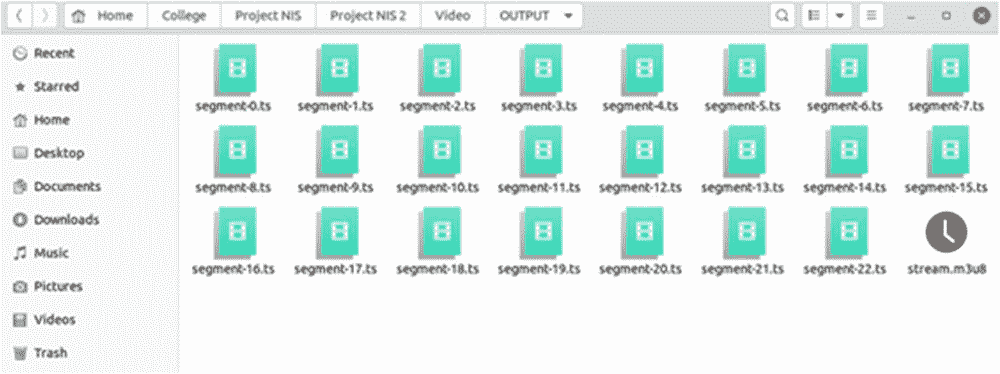 Home College Project NIS Project NIS 2 Video OUTPUT
Recent
Starred
Home
Desktop
Documents
Downloads
Music
Pictures
Videos
Trash
segment-0.ts segment-1.ts segment-2.ts segment-3.ts segment-4.ts segment-5.ts segment-6.ts segment-7.ts
segment-8.ts segment-9.ts segment-10.ts segment-11.ts segment-12.ts segment-13.ts segment-14.ts segment-15.ts
segment-16.ts segment-17.ts segment-18.ts segment-19.ts segment-20.ts segment-21.ts segment-22.ts stream.m3u8